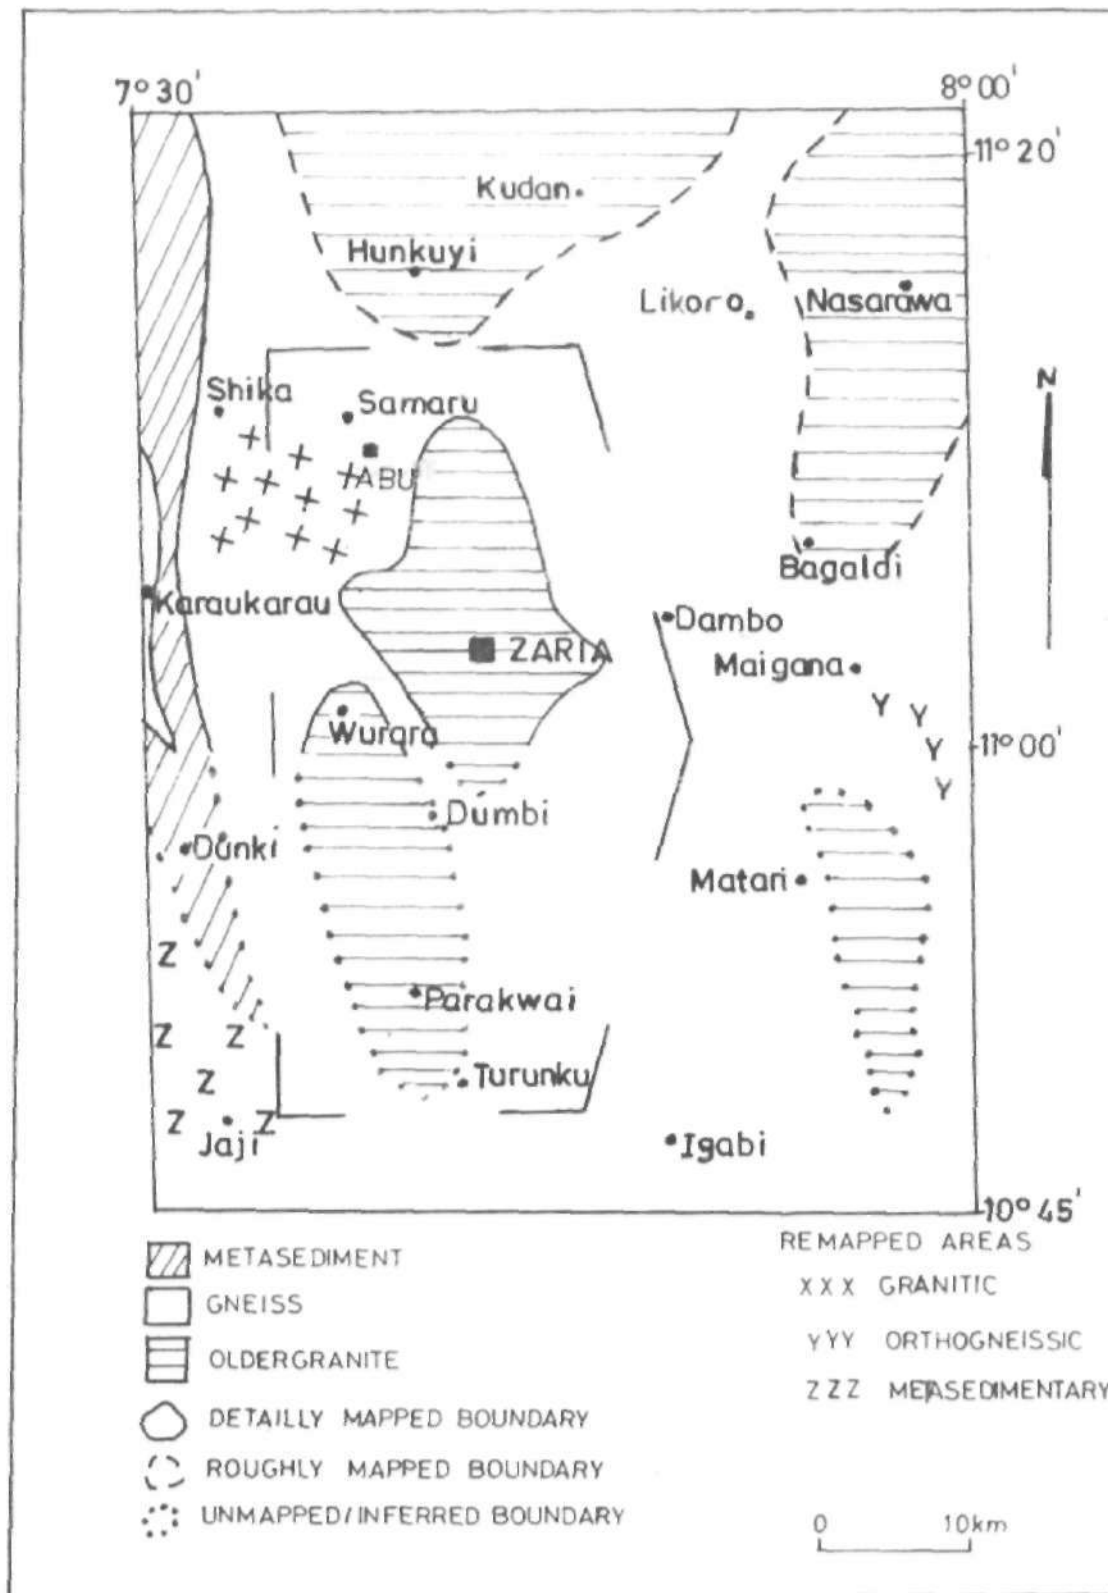 7°30'
8°00'
11°20'
Kudan
Hunkuyi
Likoro
Nasarawa
N
Shika
Samaru
ABU
Bagaldi
Karaukarau
Dambo
ZARIA
Maigana
Y
Y
Wurara
Y
11°00'
Y
Dumbi
Dunki
Matari
Z
Parakwai
Z Z
Z
Turunku
Z Z
Jaji
Igabi
10°45'
METASEDIMENT
GNEISS
OLDERGRANITE
DETAILLY MAPPED BOUNDARY
ROUGHLY MAPPED BOUNDARY
UNMAPPED/INFERRED BOUNDARY
REMAPPED AREAS
XXX GRANITIC
YYY ORTHOGNEISSIC
ZZZ METASEDIMENTARY
0 10km